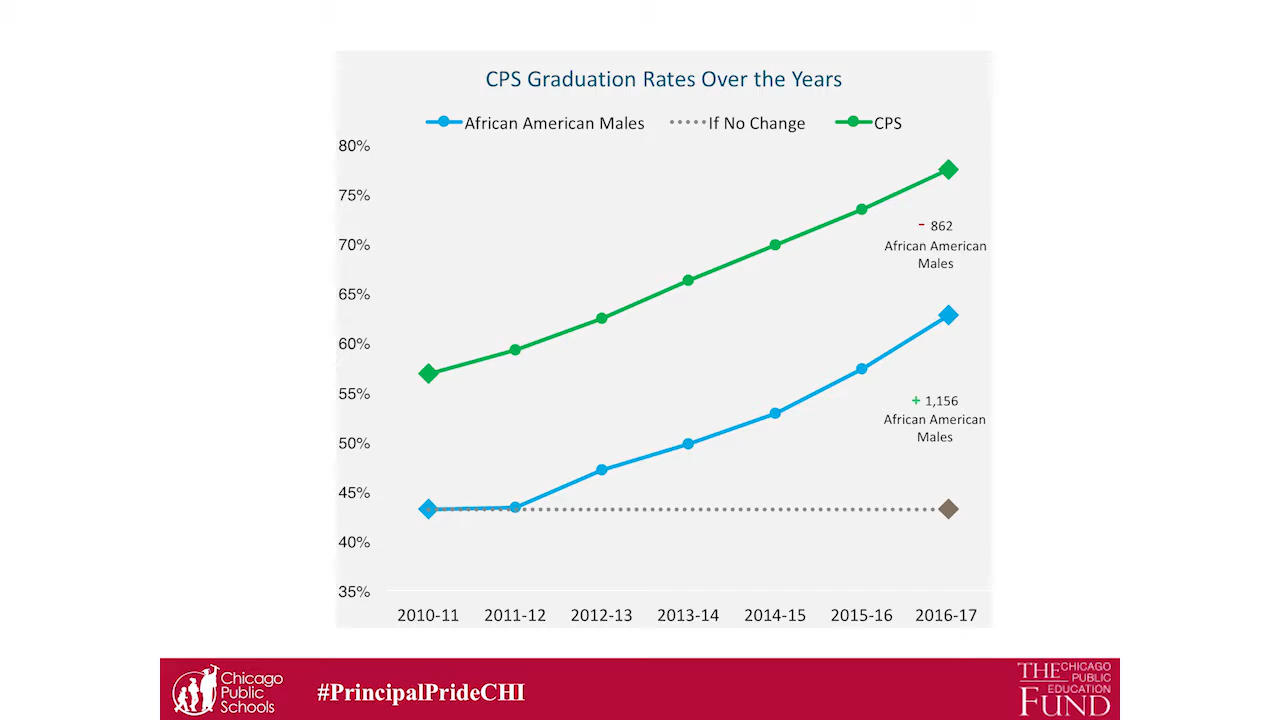 CPS Graduation Rates Over the Years
African American Males
If No Change
CPS
80%
75%
70%
65%
60%
55%
50%
45%
40%
35%
- 862
African American
Males
+ 1,156
African American
Males
2010-11 2011-12 2012-13 2013-14 2014-15 2015-16 2016-17
Chicago
Public
Schools
#PrincipalPrideCHI
THE CHICAGO
PUBLIC
EDUCATION
FUND